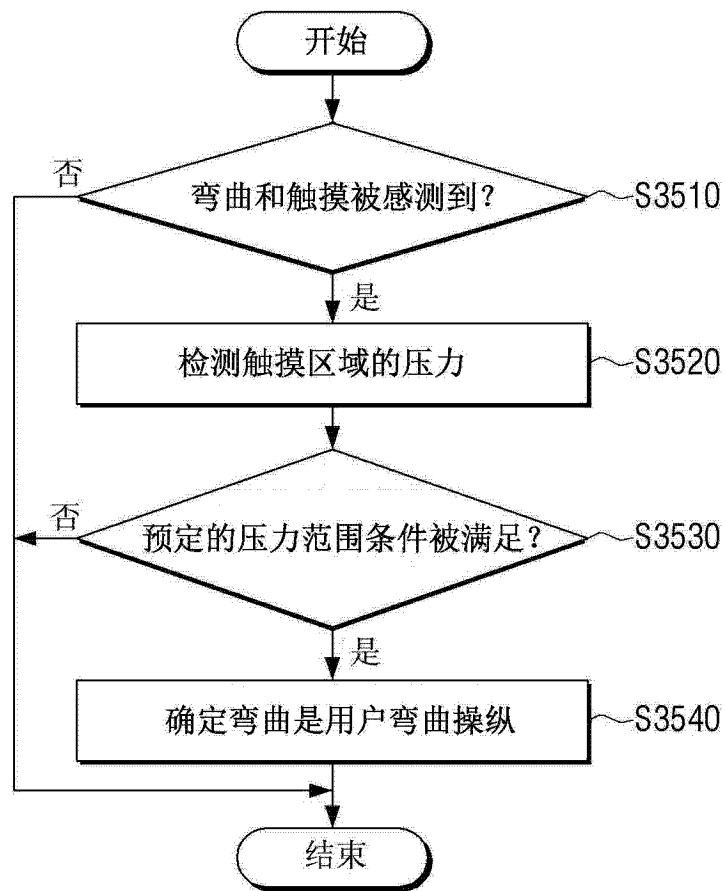 开始
否
弯曲和触摸被感测到？
S3510
是
检测触摸区域的压力
S3520
否
预定的压力范围条件被满足？
S3530
是
确定弯曲是用户弯曲操纵
S3540
结束